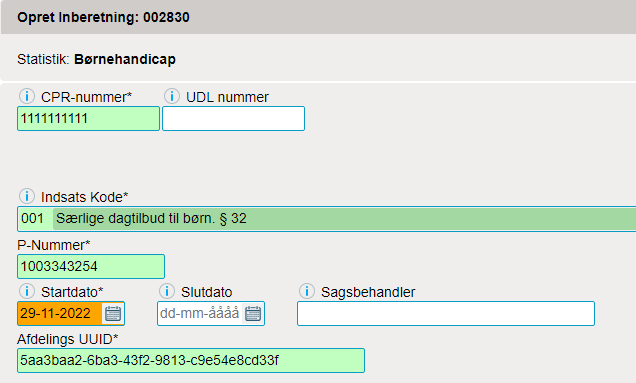 Opret Inberetning: 002830
Statistik: Børnehandicap
CPR-nummer* UDL nummer
1111111111
Indsats Kode*
001 Særlige dagtilbud til børn. § 32
P-Nummer*
1003343254
Startdato* Slutdato Sagsbehandler
29-11-2022 dd-mm-åååå
Afdelings UUID*
5aa3baa2-6ba3-43f2-9813-c9e54e8cd33f